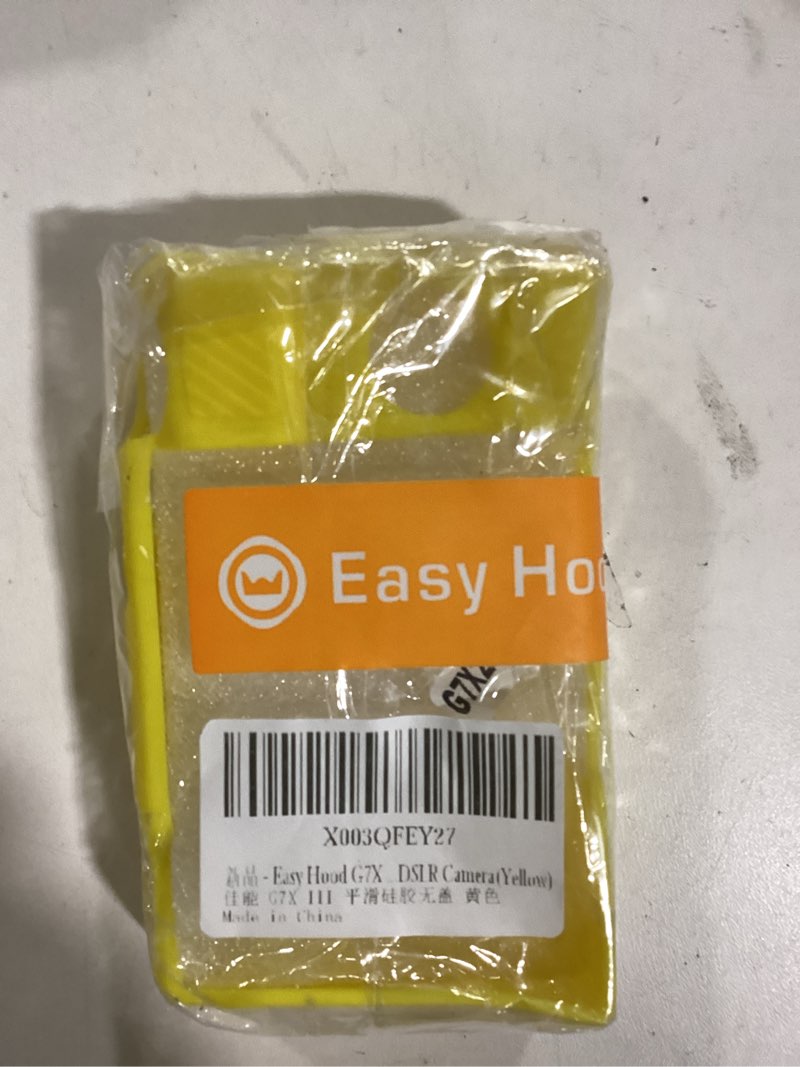 Easy Hoo
G7X2
X003QFEY27
新品 - Easy Hood G7X ... DSLR Camera(Yellow)
佳能 G7X III 平滑硅胶无盖 黄色
Made in China